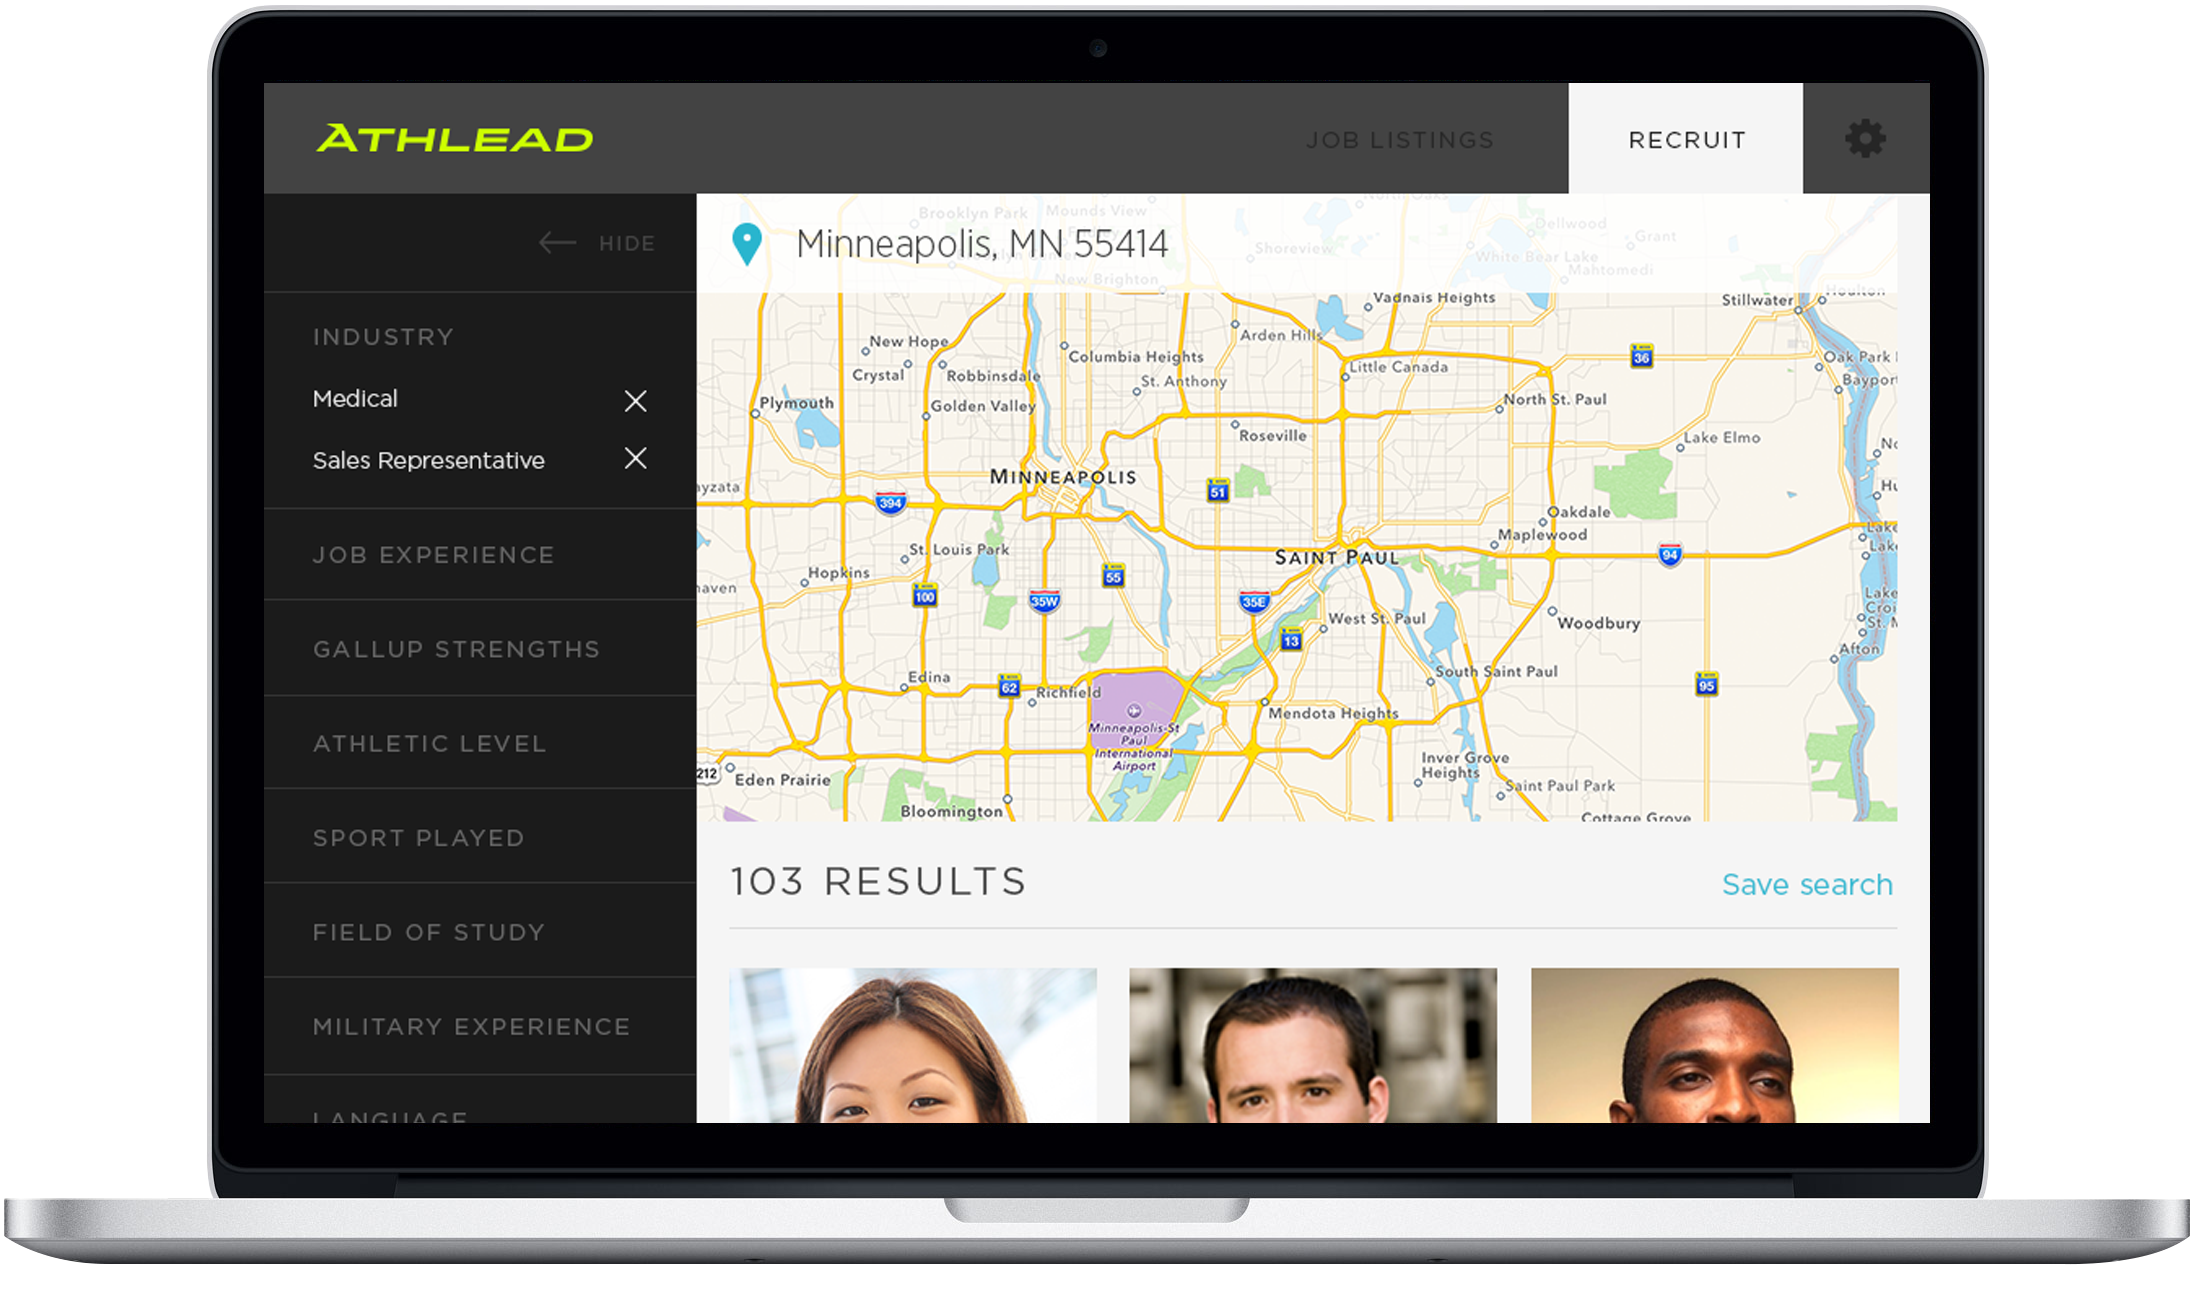 ATHLEAD
JOB LISTINGS
RECRUIT
HIDE
INDUSTRY
Medical
Sales Representative
JOB EXPERIENCE
GALLUP STRENGTHS
ATHLETIC LEVEL
SPORT PLAYED
FIELD OF STUDY
MILITARY EXPERIENCE
LANGUAGE
Minneapolis, MN 55414
Brooklyn Park
Mounds View
Dellwood
Grant
Shoreview
White Bear Lake
Mahtomedi
New Brighton
Vadnais Heights
Stillwater
Houlton
Arden Hills
New Hope
Columbia Heights
36
Oak Park
Crystal
Robbinsdale
St. Anthony
Little Canada
Bayport
Plymouth
Golden Valley
North St. Paul
Roseville
Lake Elmo
MINNEAPOLIS
ayzata
394
51
Oakdale
Maplewood
Lake
St. Louis Park
SAINT PAUL
94
Lake
Hopkins
55
haven
100
35W
35E
Lake
West St. Paul
Woodbury
13
Afton
Edina
62
Richfield
South Saint Paul
95
Mendota Heights
Minneapolis-St
Paul
International
Airport
212
Eden Prairie
Inver Grove
Heights
Saint Paul Park
Bloomington
Cottage Grove
103 RESULTS
Save search